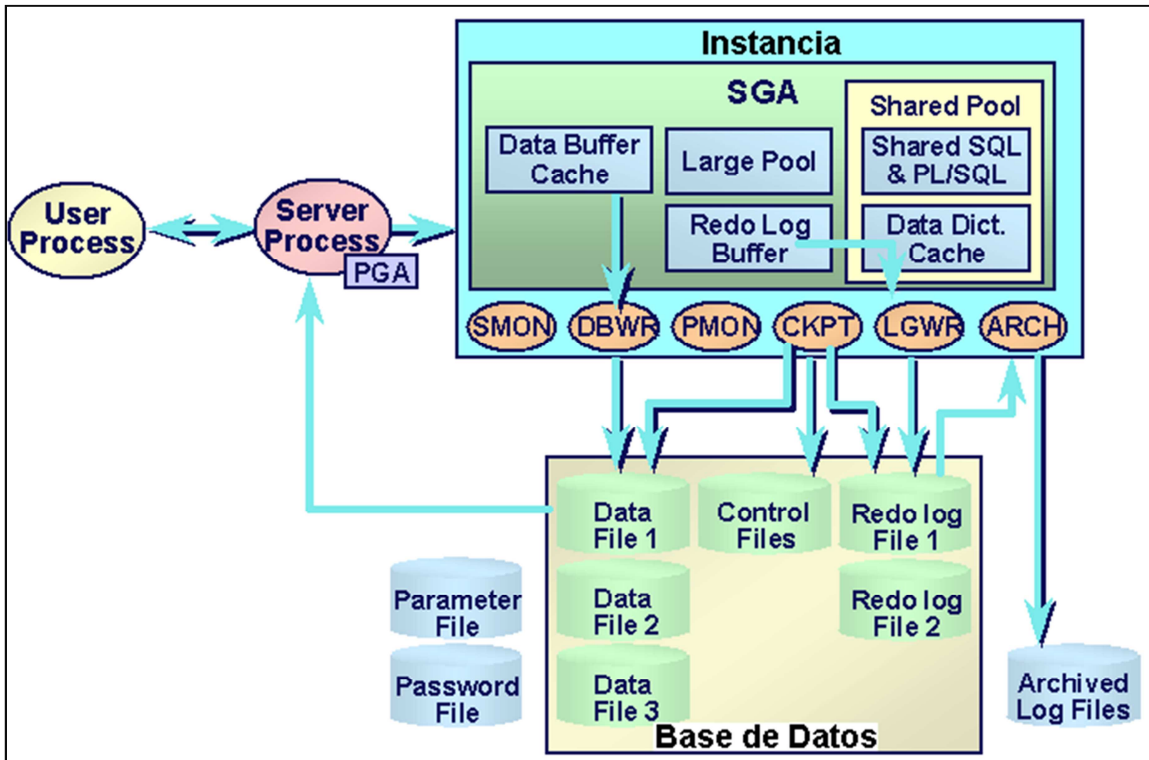 Instancia
SGA
Shared Pool
Data Buffer
Cache
Large Pool
Shared SQL
& PL/SQL
User
Process
Server
Process
PGA
Redo Log
Buffer
Data Dict.
Cache
SMON
DBWR
PMON
CKPT
LGWR
ARCH
Data
File 1
Control
Files
Redo log
File 1
Parameter
File
Data
File 2
Redo log
File 2
Password
File
Data
File 3
Archived
Log Files
Base de Datos